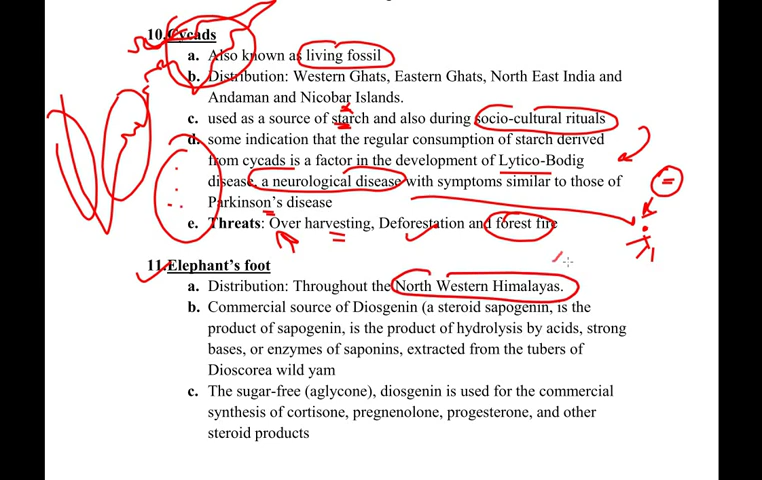 10. Cycads
a. Also known as living fossil
b. Distribution: Western Ghats, Eastern Ghats, North East India and
Andaman and Nicobar Islands.
c. used as a source of starch and also during socio-cultural rituals
d. some indication that the regular consumption of starch derived
from cycads is a factor in the development of Lytico-Bodig
disease, a neurological disease with symptoms similar to those of
Parkinson's disease
e. Threats: Over harvesting, Deforestation and forest fire
11. Elephant's foot
a. Distribution: Throughout the North Western Himalayas.
b. Commercial source of Diosgenin (a steroid sapogenin, is the
product of sapogenin, is the product of hydrolysis by acids, strong
bases, or enzymes of saponins, extracted from the tubers of
Dioscorea wild yam
c. The sugar-free (aglycone), diosgenin is used for the commercial
synthesis of cortisone, pregnenolone, progesterone, and other
steroid products